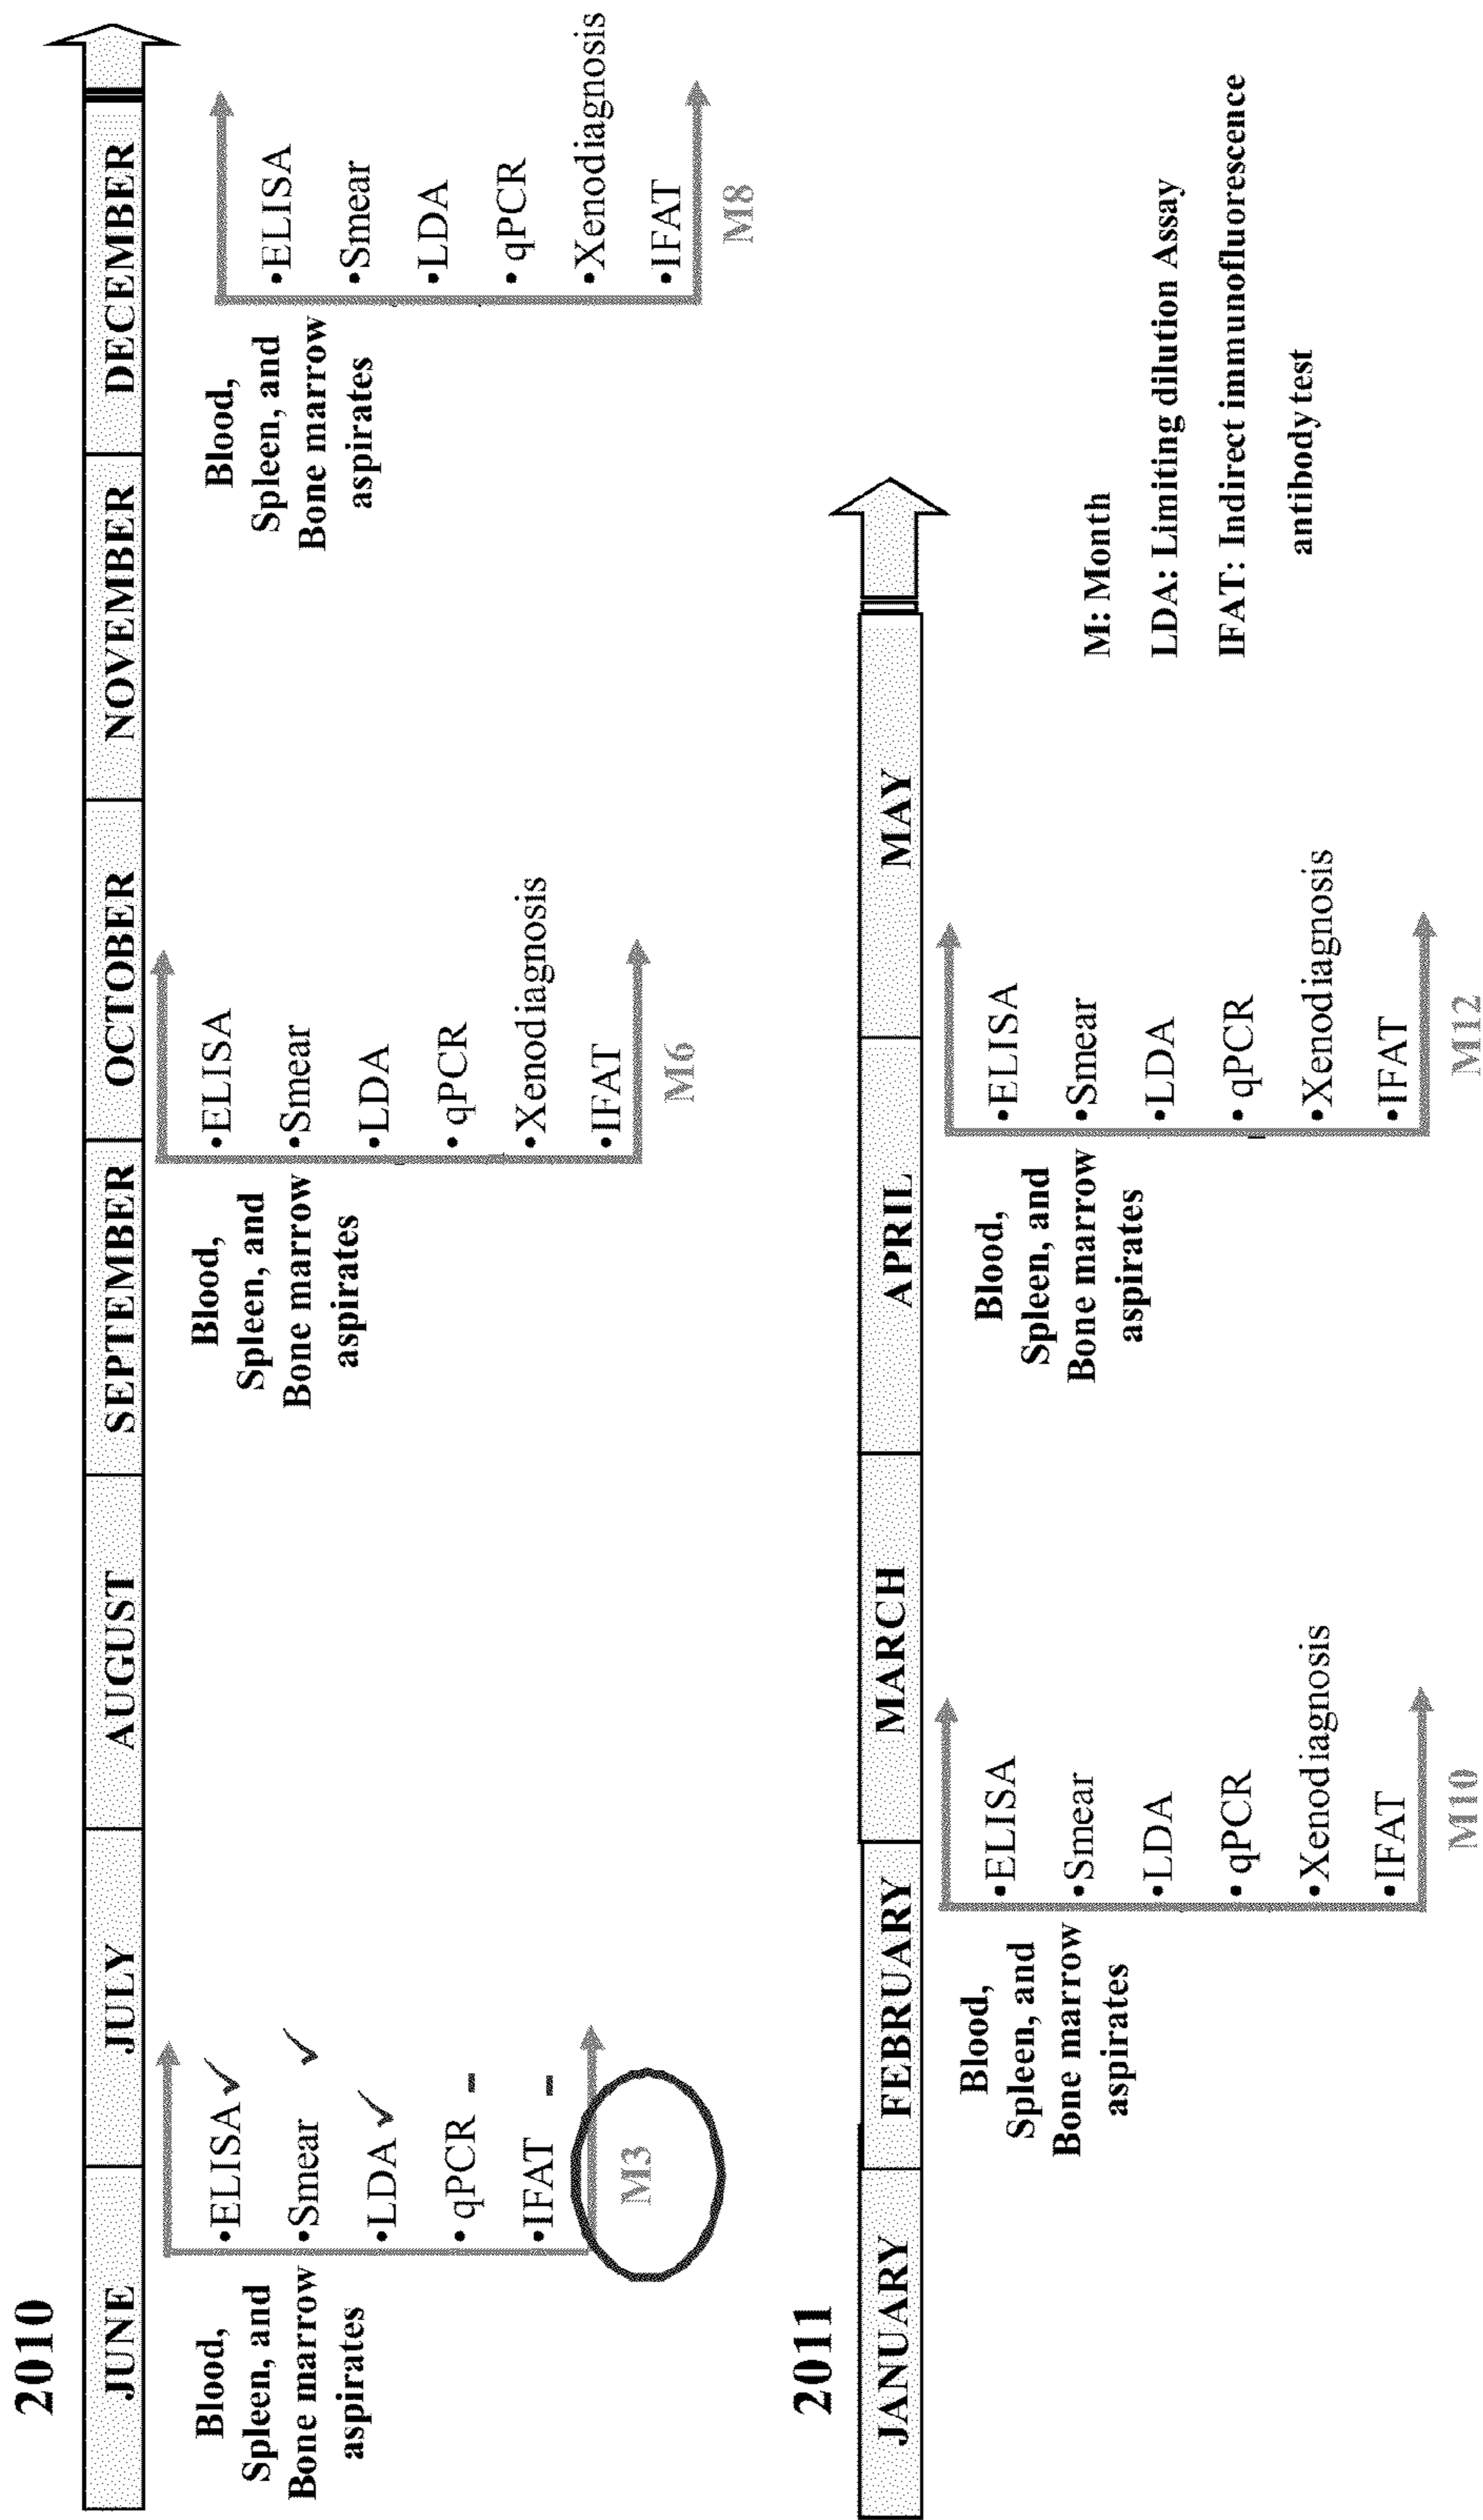 2010
JUNE JULY AUGUST SEPTEMBER OCTOBER NOVEMBER DECEMBER
Blood,
Spleen, and
Bone marrow
aspirates
•ELISA ✓
•Smear ✓
•LDA ✓
• qPCR -
•IFAT -
M3
Blood,
Spleen, and
Bone marrow
aspirates
•ELISA
•Smear
•LDA
• qPCR
•Xenodiagnosis
•IFAT
M6
Blood,
Spleen, and
Bone marrow
aspirates
•ELISA
•Smear
•LDA
• qPCR
•Xenodiagnosis
•IFAT
M8
2011
JANUARY FEBRUARY MARCH APRIL MAY
Blood,
Spleen, and
Bone marrow
aspirates
•ELISA
•Smear
•LDA
• qPCR
•Xenodiagnosis
•IFAT
M10
Blood,
Spleen, and
Bone marrow
aspirates
•ELISA
•Smear
•LDA
• qPCR
•Xenodiagnosis
•IFAT
M12
M: Month
LDA: Limiting dilution Assay
IFAT: Indirect immunofluorescence
antibody test